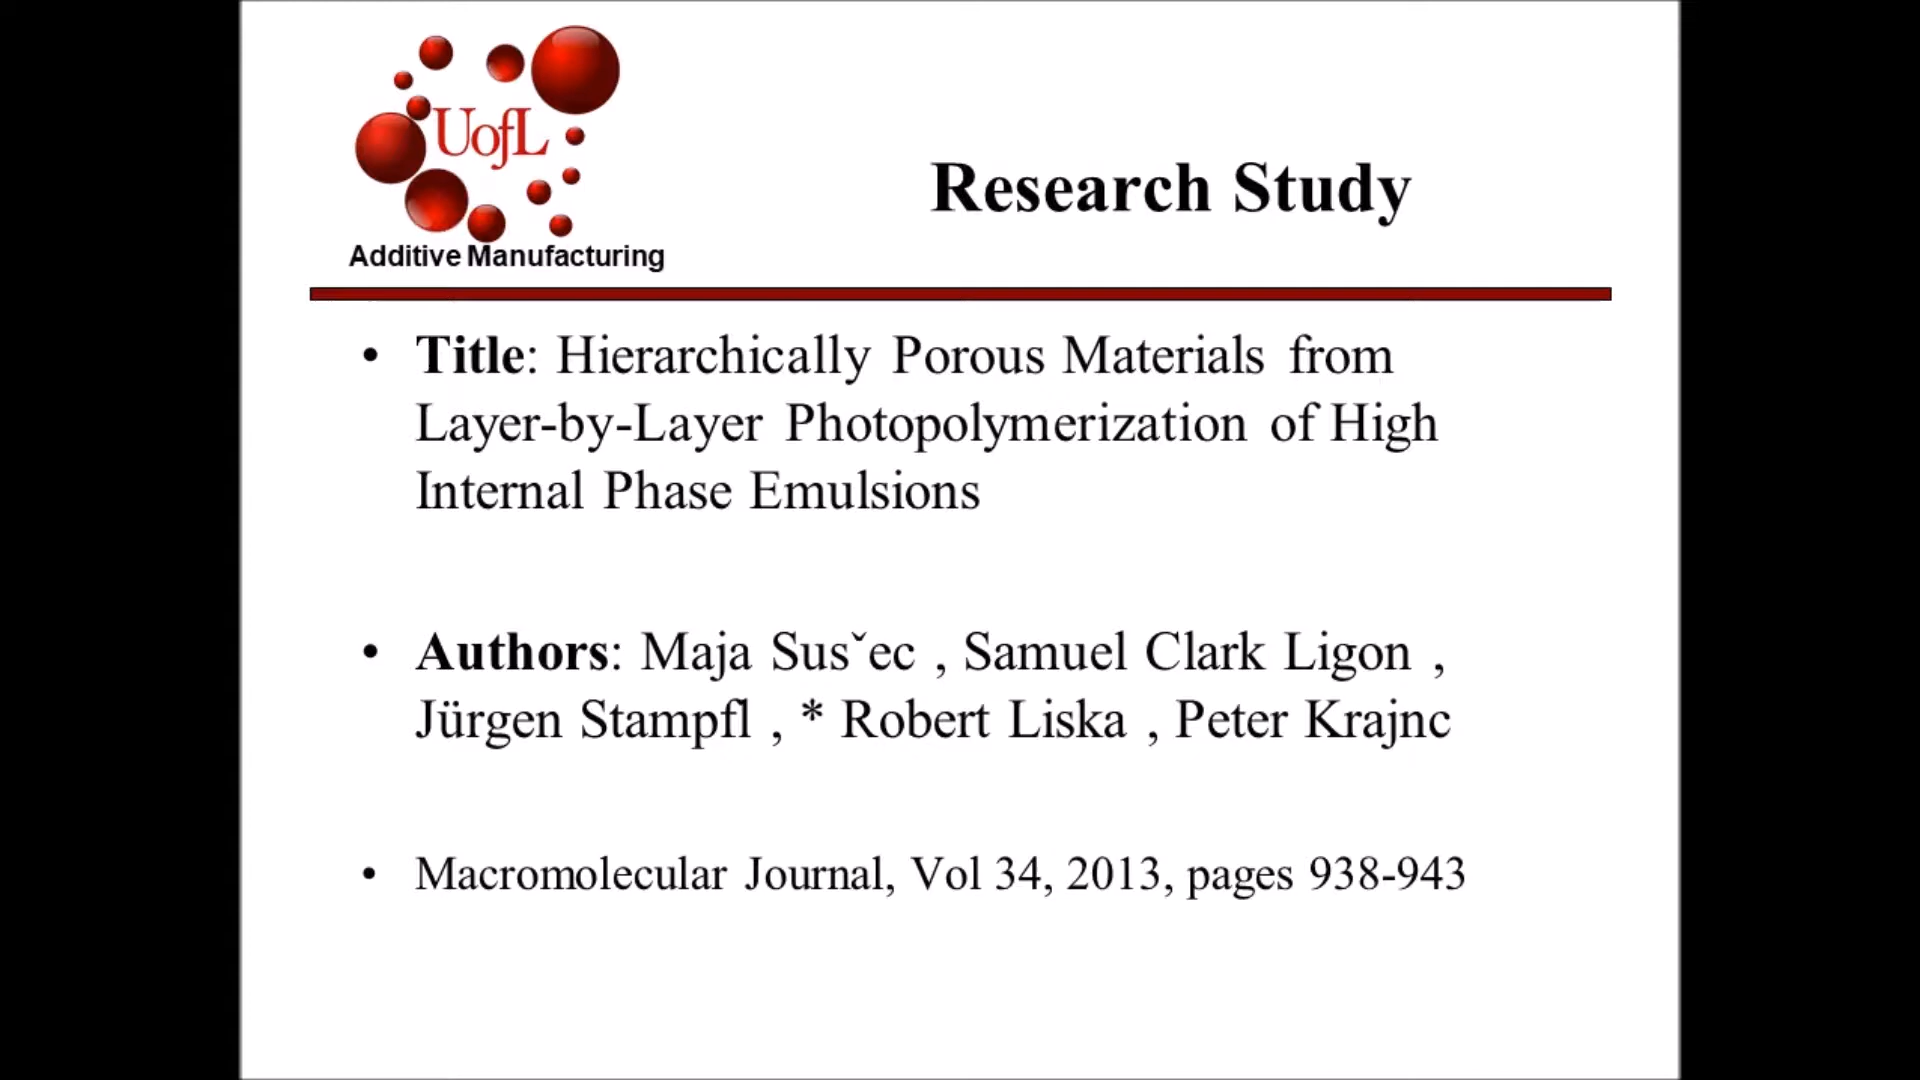 UofL
Additive Manufacturing
Research Study
• Title: Hierarchically Porous Materials from
Layer-by-Layer Photopolymerization of High
Internal Phase Emulsions
• Authors: Maja Susˇec , Samuel Clark Ligon ,
Jürgen Stampfl , * Robert Liska , Peter Krajnc
• Macromolecular Journal, Vol 34, 2013, pages 938-943